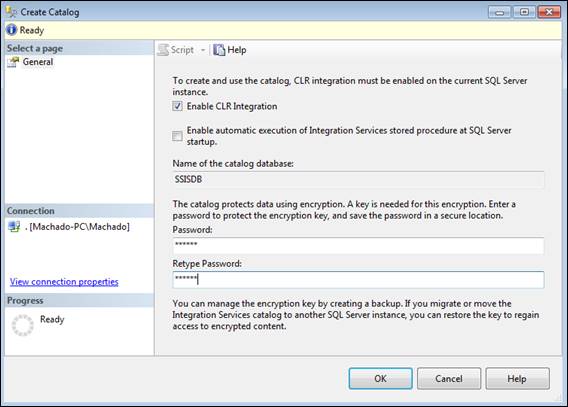 Create Catalog
Ready
Select a page
General
Script
Help
To create and use the catalog, CLR integration must be enabled on the current SQL Server
instance.
Enable CLR Integration
Enable automatic execution of Integration Services stored procedure at SQL Server
startup.
Name of the catalog database:
SSISDB
The catalog protects data using encryption. A key is needed for this encryption. Enter a
password to protect the encryption key, and save the password in a secure location.
Password:
******
Retype Password:
******
You can manage the encryption key by creating a backup. If you migrate or move the
Integration Services catalog to another SQL Server instance, you can restore the key to regain
access to encrypted content.
Connection
. [Machado-PC\Machado]
View connection properties
Progress
Ready
OK
Cancel
Help